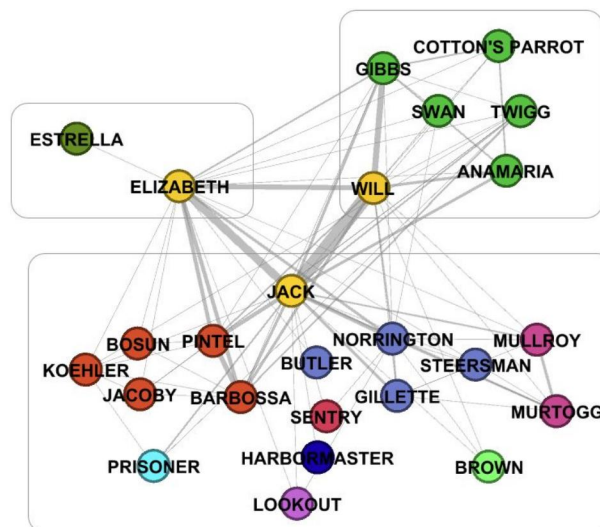 COTTON'S PARROT
GIBBS
SWAN
TWIGG
ESTRELLA
ELIZABETH
WILL
ANAMARIA
JACK
BOSUN
PINTEL
NORRINGTON
MULLROY
KOEHLER
BUTLER
STEERSMAN
JACOBY
BARBOSSA
GILLETTE
MURTOGG
SENTRY
PRISONER
HARBORMASTER
BROWN
LOOKOUT